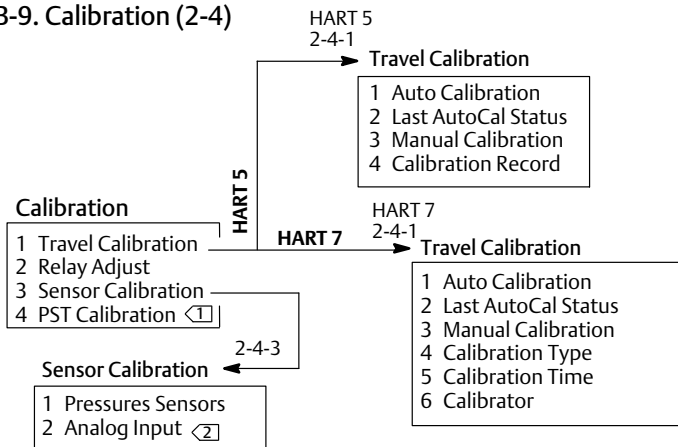 B-9. Calibration (2-4)
HART 5
2-4-1
Travel Calibration
1 Auto Calibration
2 Last AutoCal Status
3 Manual Calibration
4 Calibration Record
HART 5
Calibration
1 Travel Calibration
2 Relay Adjust
3 Sensor Calibration
4 PST Calibration 1
HART 7
HART 7
2-4-1
Travel Calibration
1 Auto Calibration
2 Last AutoCal Status
3 Manual Calibration
4 Calibration Type
5 Calibration Time
6 Calibrator
2-4-3
Sensor Calibration
1 Pressures Sensors
2 Analog Input 2